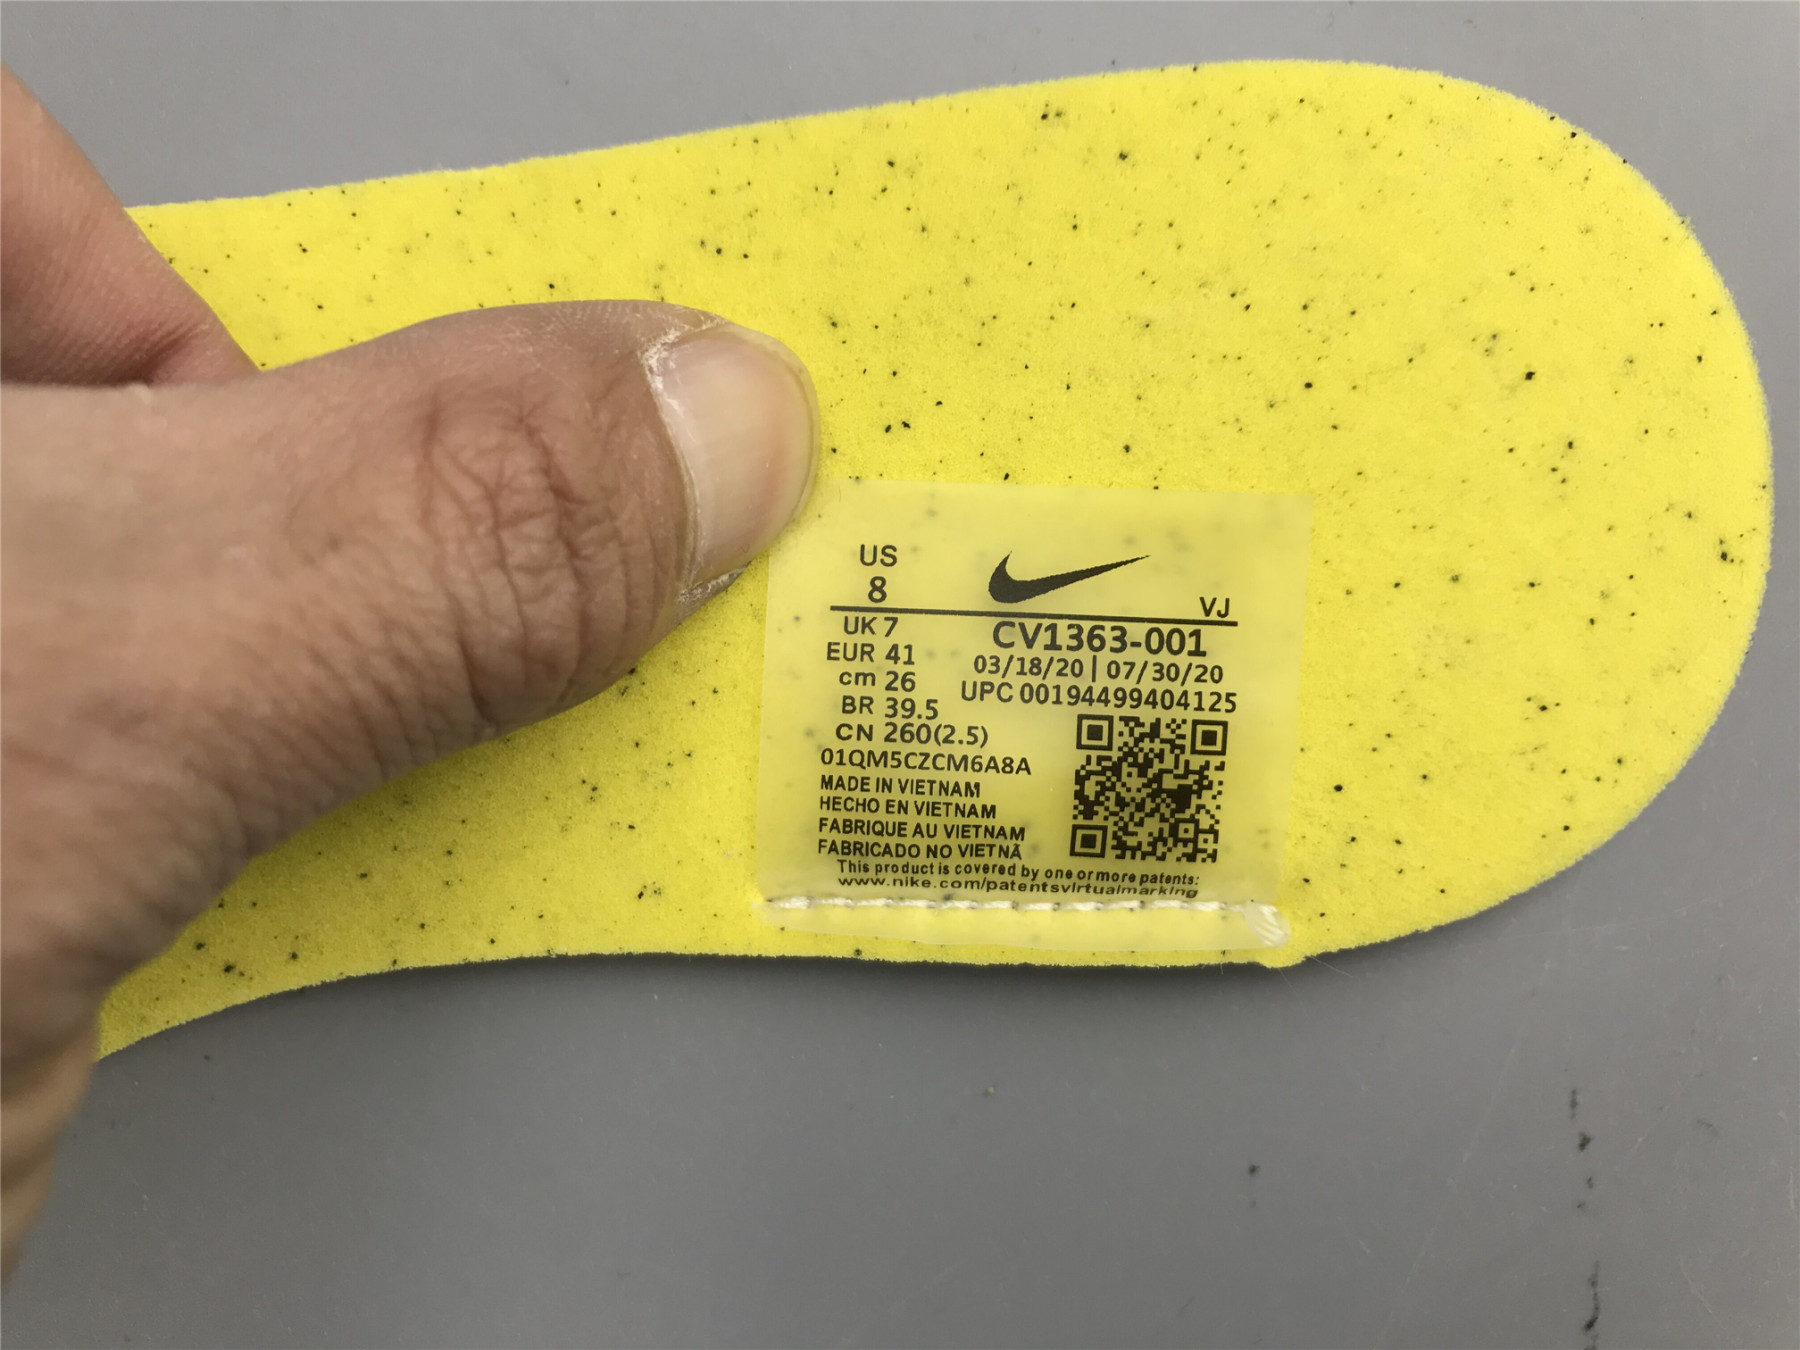 US
8
VJ
UK 7
EUR 41
cm 26
BR 39.5
CN 260(2.5)
CV1363-001
03/18/20 | 07/30/20
UPC 00194499404125
01QM5CZCM6A8A
MADE IN VIETNAM
HECHO EN VIETNAM
FABRIQUE AU VIETNAM
FABRICADO NO VIETNÃ
This product is covered by one or more patents:
www.nike.com/patentsvirtualmarking